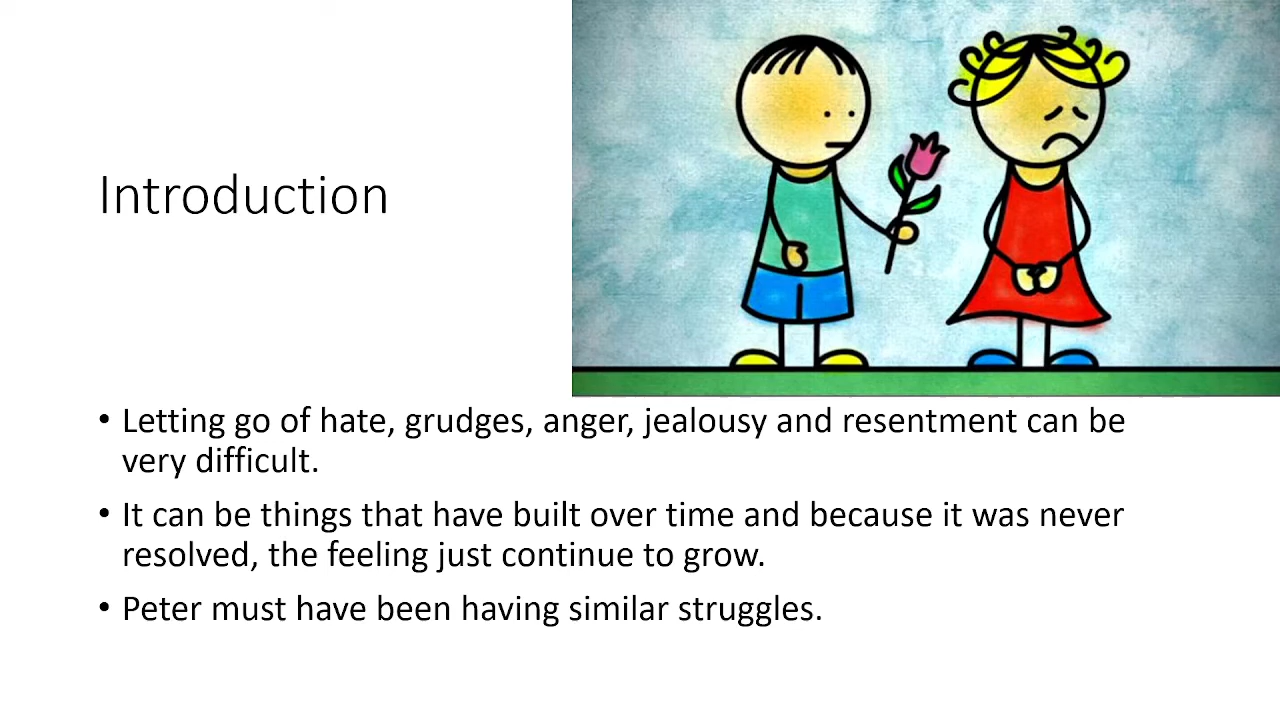 Introduction
• Letting go of hate, grudges, anger, jealousy and resentment can be
very difficult.
• It can be things that have built over time and because it was never
resolved, the feeling just continue to grow.
• Peter must have been having similar struggles.